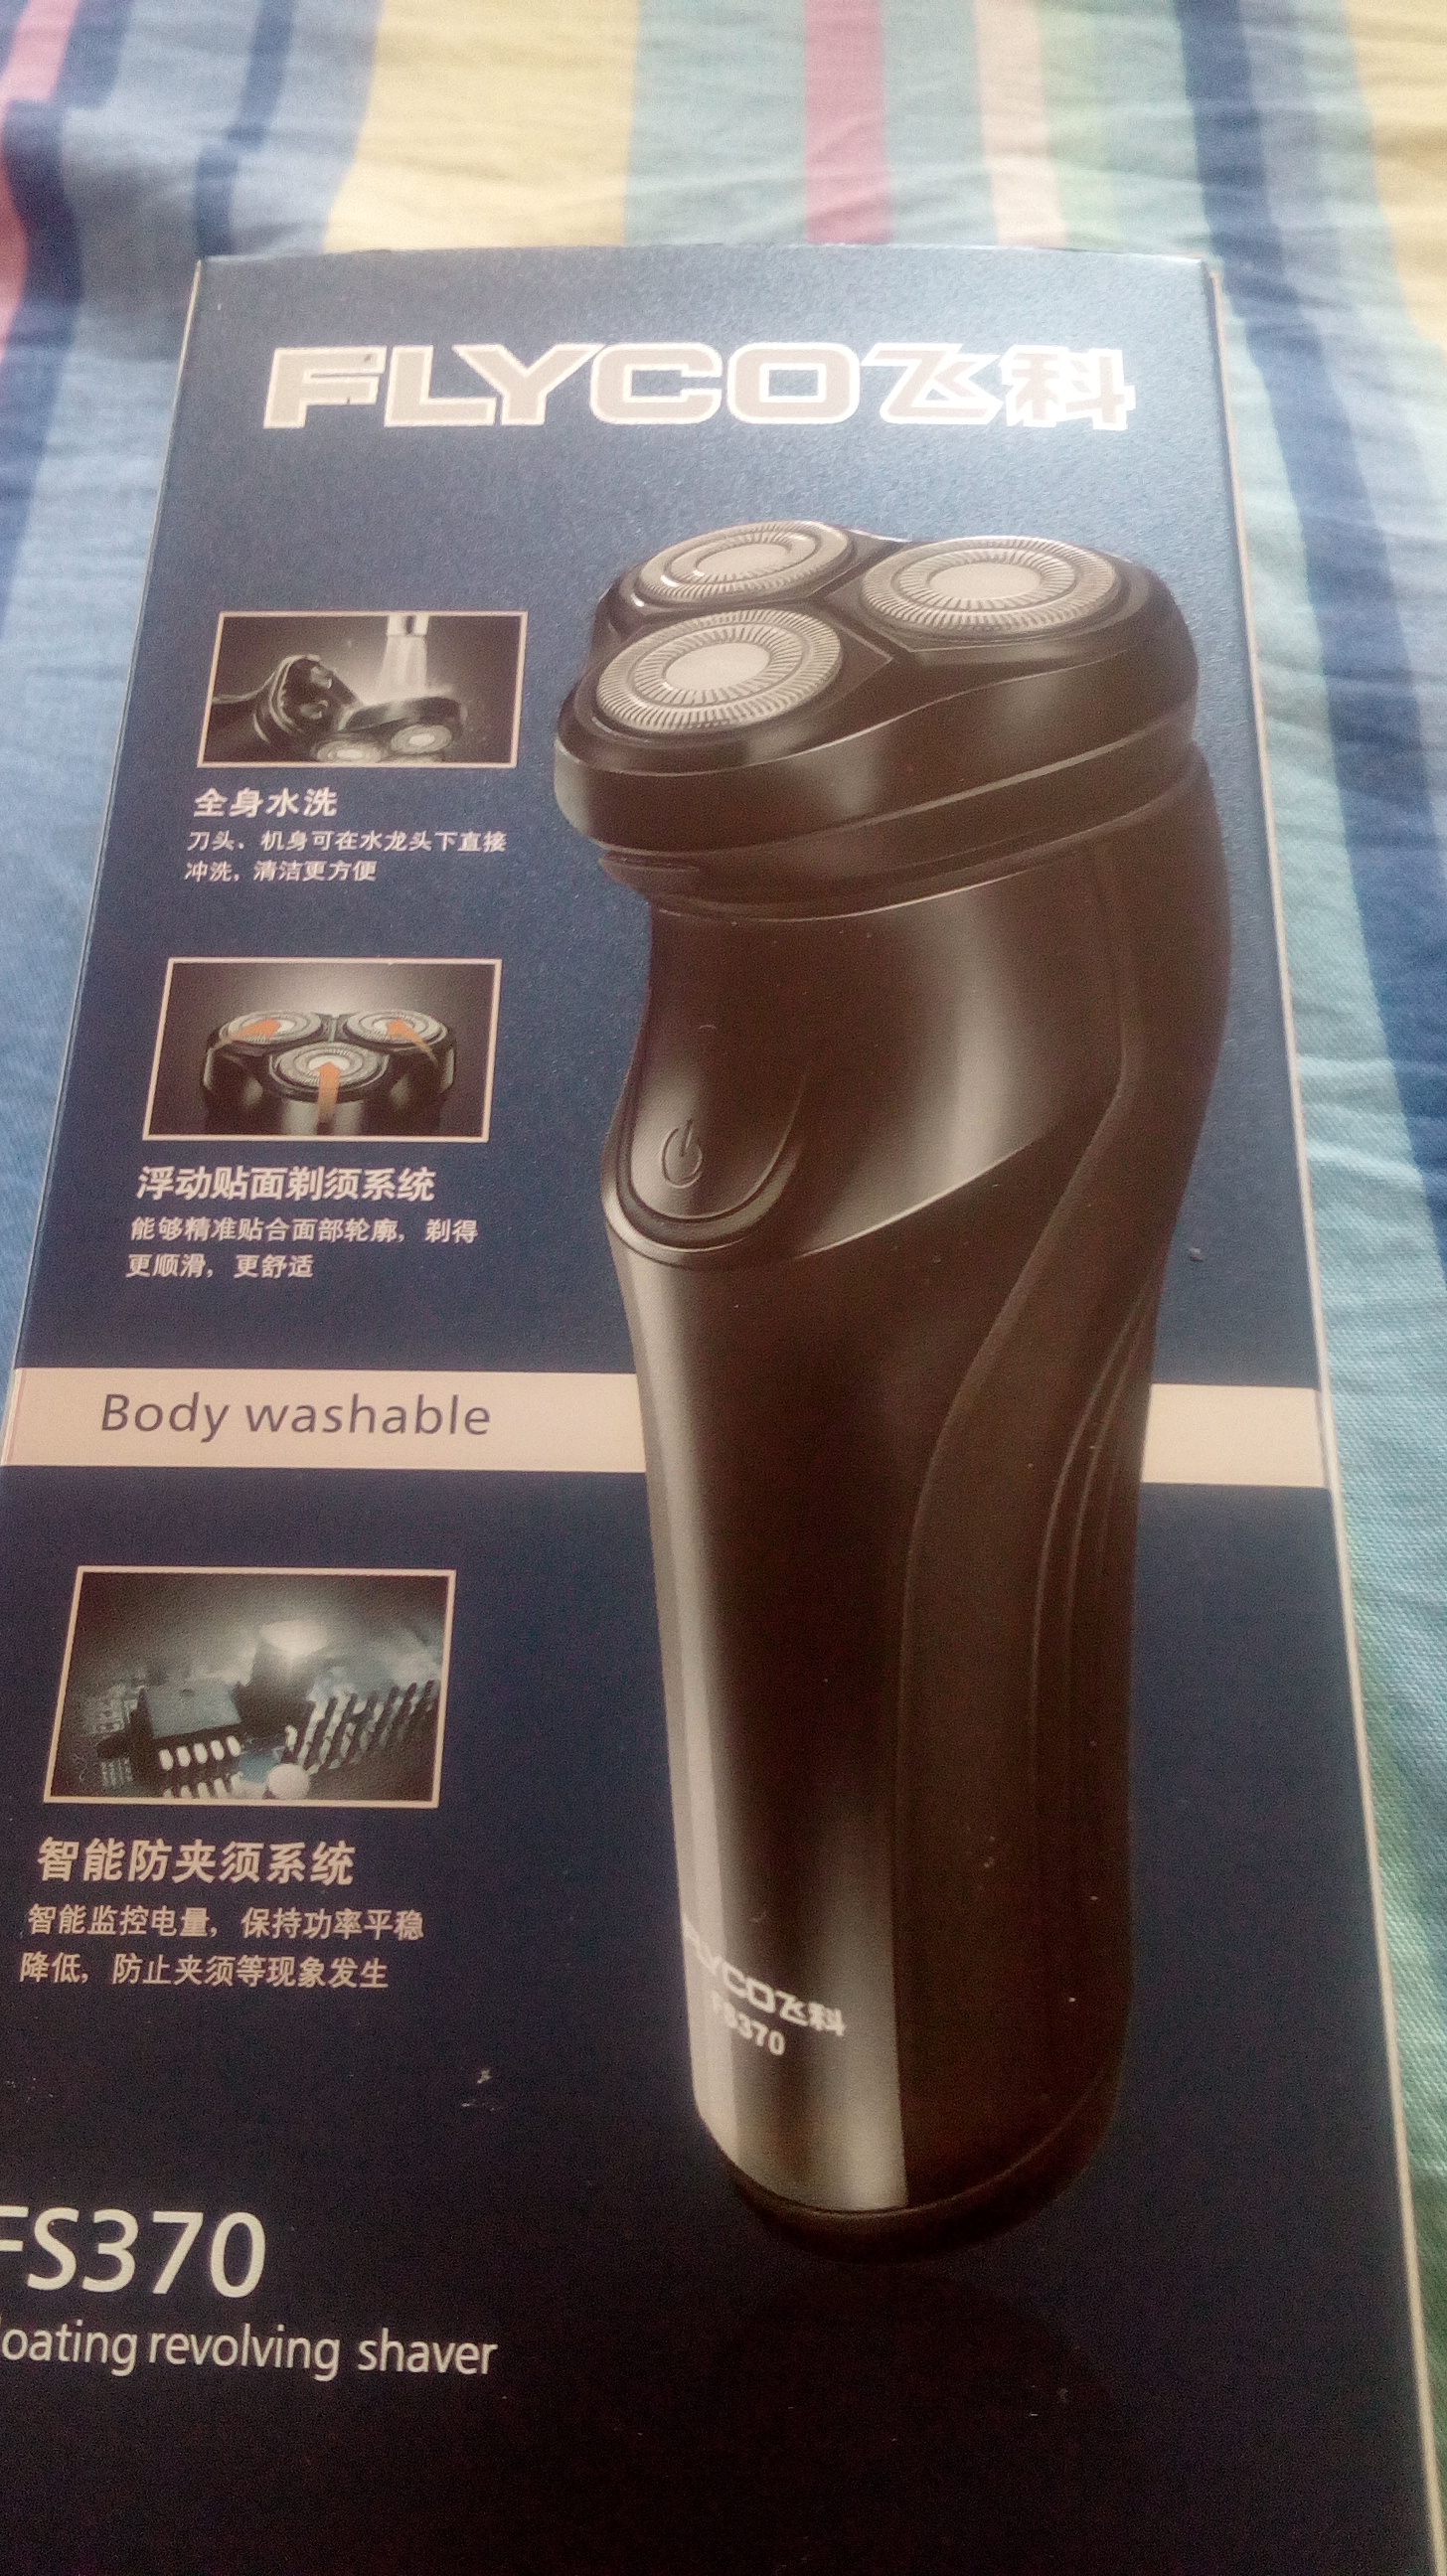 FLYCO飞科
全身水洗
刀头、机身可在水龙头下直接
冲洗，清洁更方便
浮动贴面剃须系统
能够精准贴合面部轮廓，剃得
更顺滑，更舒适
Body washable
智能防夹须系统
智能监控电量，保持功率平稳
降低，防止夹须等现象发生
FLYCO飞科
FS370
FS370
loating revolving shaver